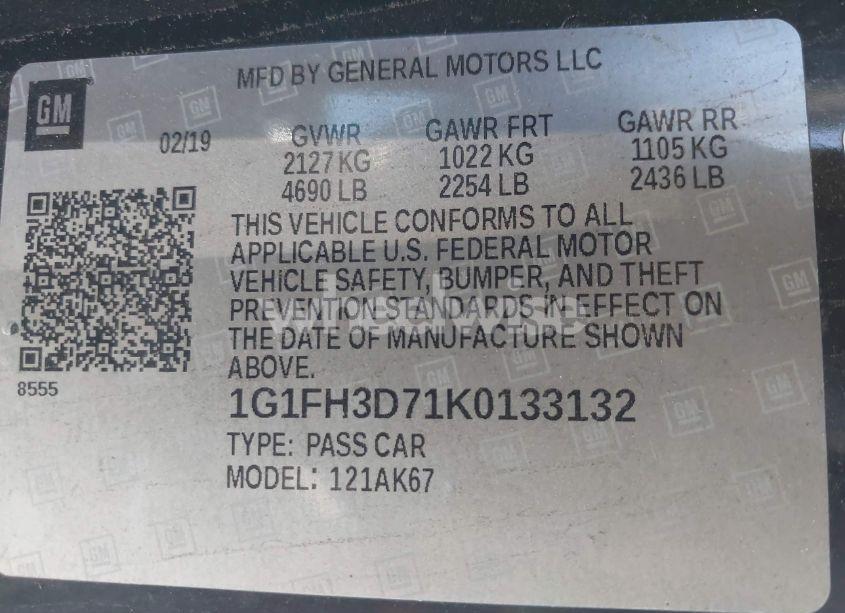 MFD BY GENERAL MOTORS LLC
GM
02/19
GVWR GAWR FRT GAWR RR
2127 KG 1022 KG 1105 KG
4690 LB 2254 LB 2436 LB
THIS VEHICLE CONFORMS TO ALL
APPLICABLE U.S. FEDERAL MOTOR
VEHICLE SAFETY, BUMPER, AND THEFT
PREVENTION STANDARDS IN EFFECT ON
THE DATE OF MANUFACTURE SHOWN
ABOVE.
8555
1G1FH3D71K0133132
TYPE: PASS CAR
MODEL: 121AK67